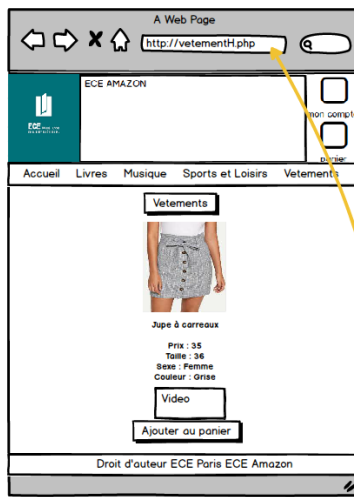 A Web Page
http://vetementH.php
ECE AMAZON
ECE
mon compte
panier
Accueil Livres Musique Sports et Loisirs Vetements
Vetements
Jupe à carreaux
Prix : 35
Taille : 36
Sexe : Femme
Couleur : Grise
Video
Ajouter au panier
Droit d'auteur ECE Paris ECE Amazon